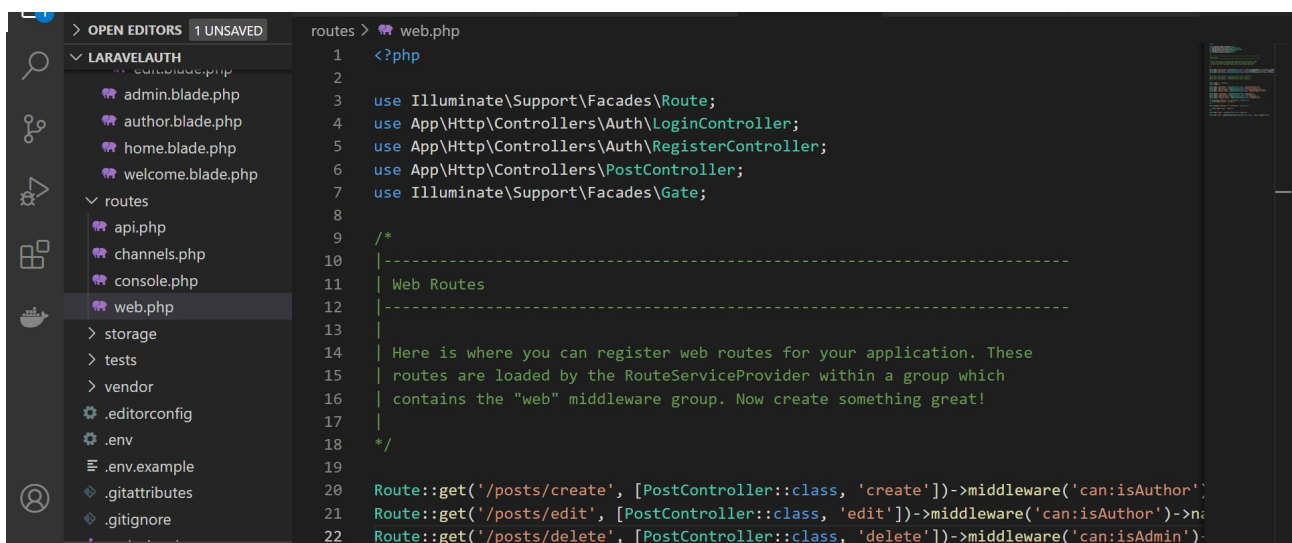 1
OPEN EDITORS 1 UNSAVED
LARAVELAUTH
edit.blade.php
admin.blade.php
author.blade.php
home.blade.php
welcome.blade.php
routes
api.php
channels.php
console.php
web.php
storage
tests
vendor
.editorconfig
.env
.env.example
.gitattributes
.gitignore
routes > web.php
1 <?php
2
3 use Illuminate\Support\Facades\Route;
4 use App\Http\Controllers\Auth\LoginController;
5 use App\Http\Controllers\Auth\RegisterController;
6 use App\Http\Controllers\PostController;
7 use Illuminate\Support\Facades\Gate;
8
9 /*
10 |--------------------------------------------------------------------------
11 | Web Routes
12 |--------------------------------------------------------------------------
13 |
14 | Here is where you can register web routes for your application. These
15 | routes are loaded by the RouteServiceProvider within a group which
16 | contains the "web" middleware group. Now create something great!
17 |
18 */
19
20 Route::get('/posts/create', [PostController::class, 'create'])->middleware('can:isAuthor')
21 Route::get('/posts/edit', [PostController::class, 'edit'])->middleware('can:isAuthor')->na
22 Route::get('/posts/delete', [PostController::class, 'delete'])->middleware('can:isAdmin')-